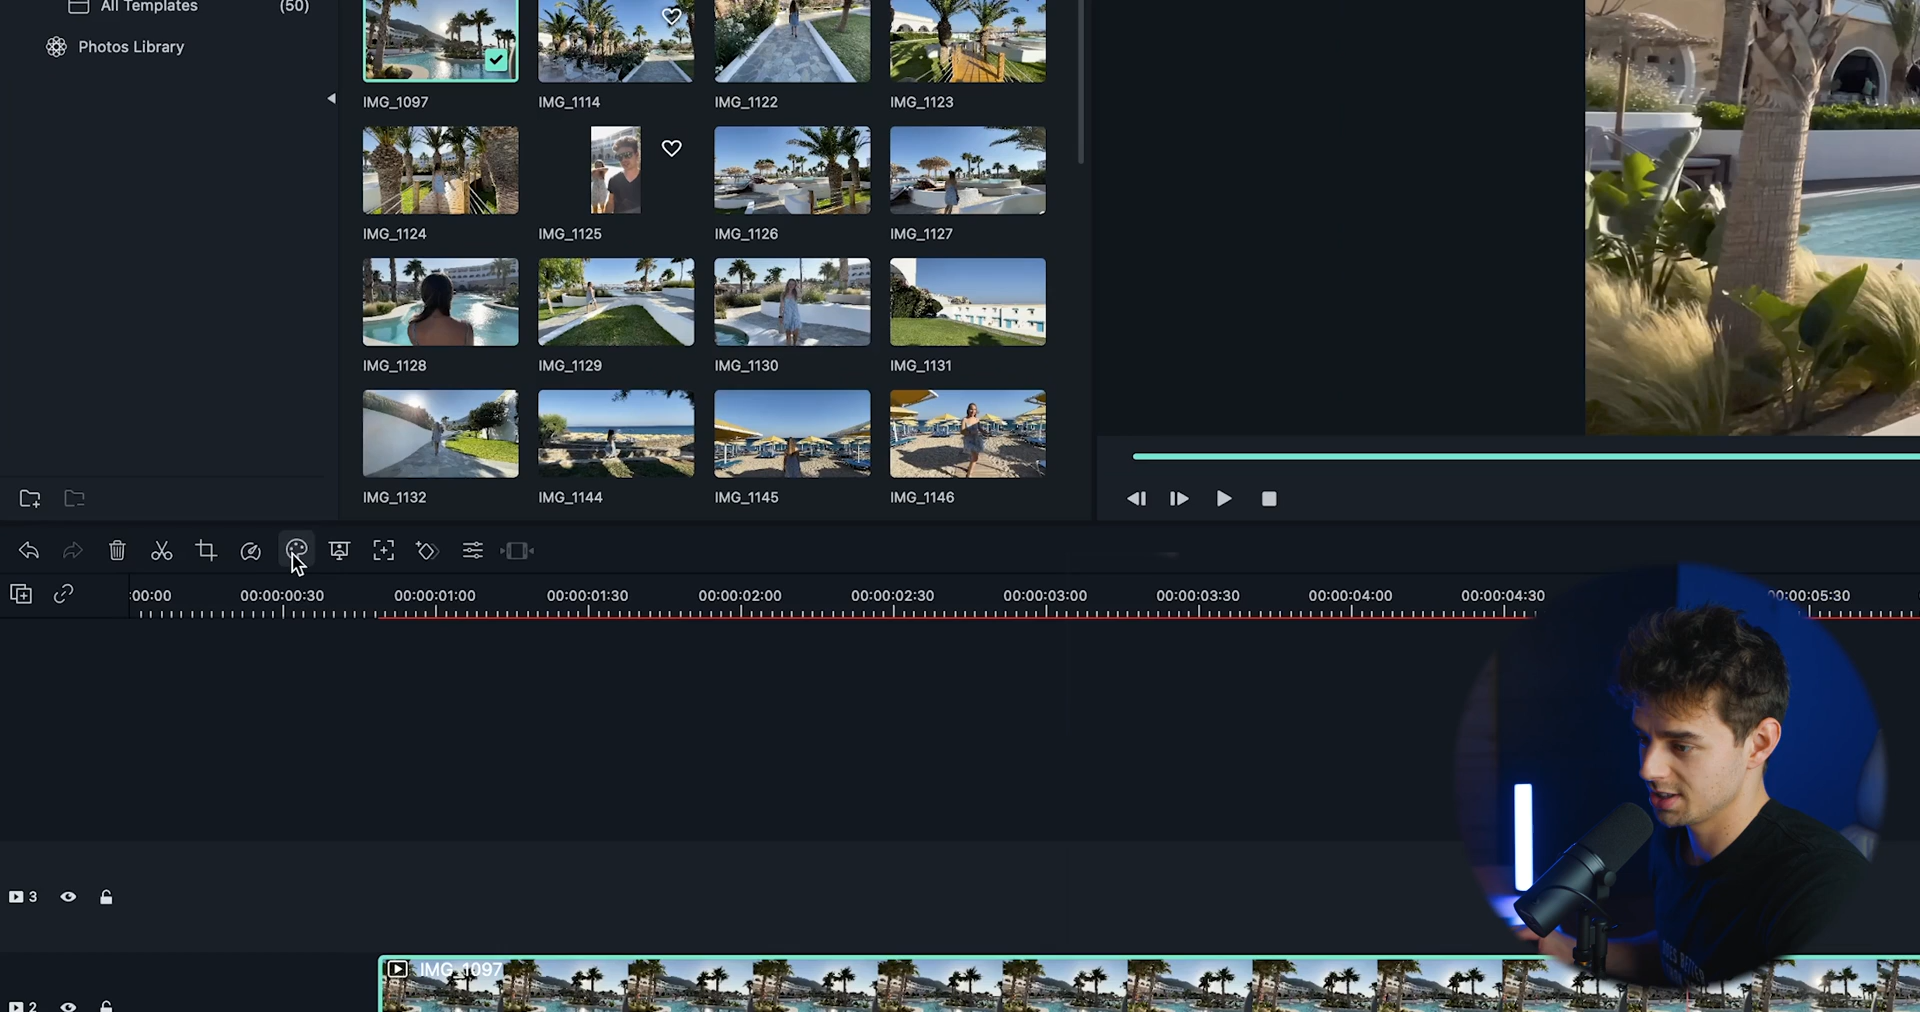 All Templates (50)
Photos Library
IMG_1097 IMG_1114 IMG_1122 IMG_1123
IMG_1124 IMG_1125 IMG_1126 IMG_1127
IMG_1128 IMG_1129 IMG_1130 IMG_1131
IMG_1132 IMG_1144 IMG_1145 IMG_1146
:00:00 00:00:00:30 00:00:01:00 00:00:01:30 00:00:02:00 00:00:02:30 00:00:03:00 00:00:03:30 00:00:04:00 00:00:04:30 00:00:05:30
3
IMG_1097
2